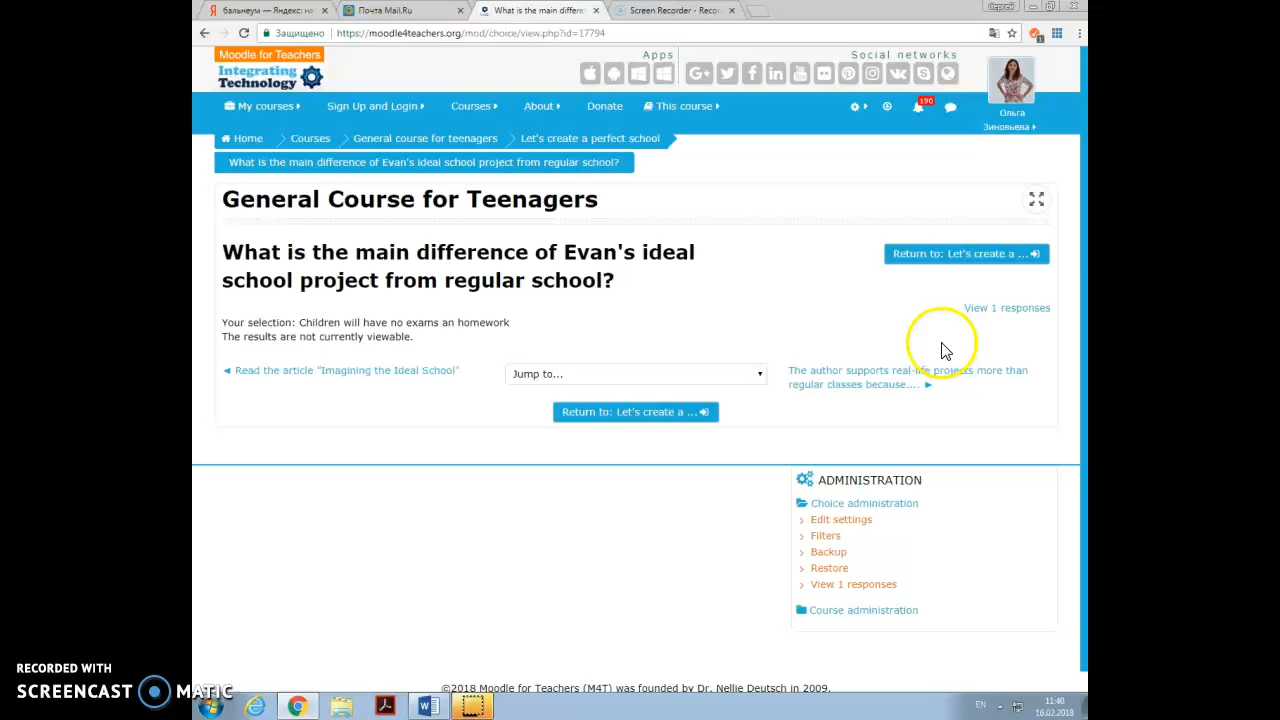 бальнеум — Яндекс: на
Почта Mail.Ru
What is the main differe
Screen Recorder - Recor
Сергей
Защищено
https://moodle4teachers.org/mod/choice/view.php?id=17794
Moodle for Teachers
Integrating
Technology
Apps
Social networks
My courses
Sign Up and Login
Courses
About
Donate
This course
190
Ольга
Зиновьева
Home
Courses
General course for teenagers
Let's create a perfect school
What is the main difference of Evan's ideal school project from regular school?
General Course for Teenagers
What is the main difference of Evan's ideal
school project from regular school?
Return to: Let's create a ...
View 1 responses
Your selection: Children will have no exams an homework
The results are not currently viewable.
◄ Read the article "Imagining the Ideal School"
Jump to...
The author supports real-life projects more than
regular classes because.... ►
Return to: Let's create a ...
ADMINISTRATION
Choice administration
Edit settings
Filters
Backup
Restore
View 1 responses
Course administration
©2018 Moodle for Teachers (M4T) was founded by Dr. Nellie Deutsch in 2009.
RECORDED WITH
SCREENCAST MATIC
EN
11:40
16.02.2018